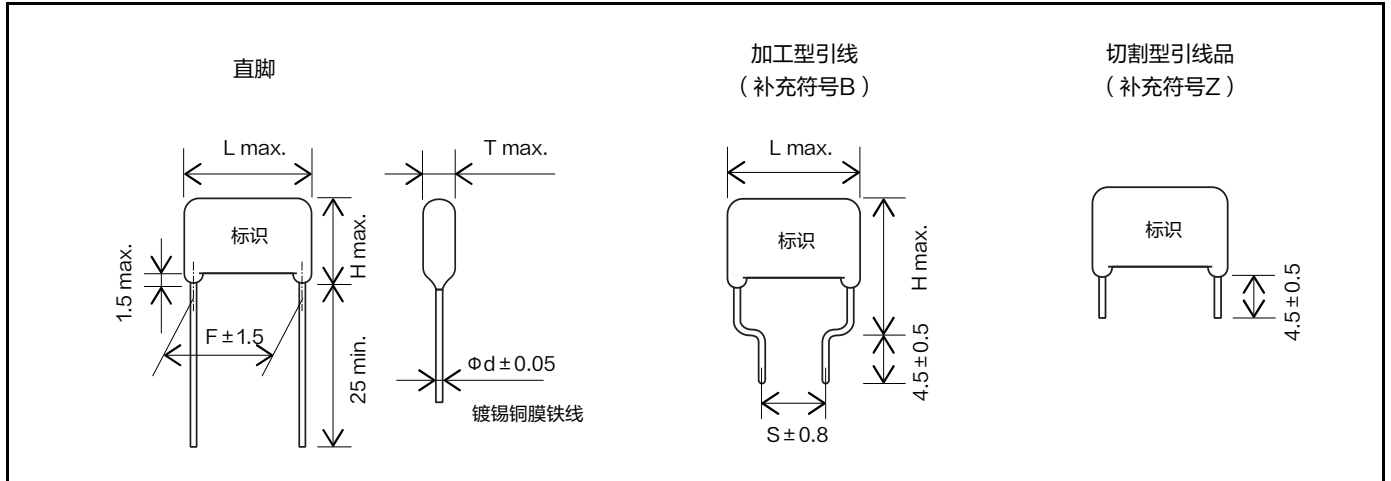 直脚
L max.
T max.
标识
H max.
1.5 max.
F±1.5
25 min.
Φd±0.05
镀锡铜膜铁线
加工型引线
（补充符号B）
L max.
标识
H max.
4.5±0.5
S±0.8
切割型引线品
（补充符号Z）
标识
4.5±0.5